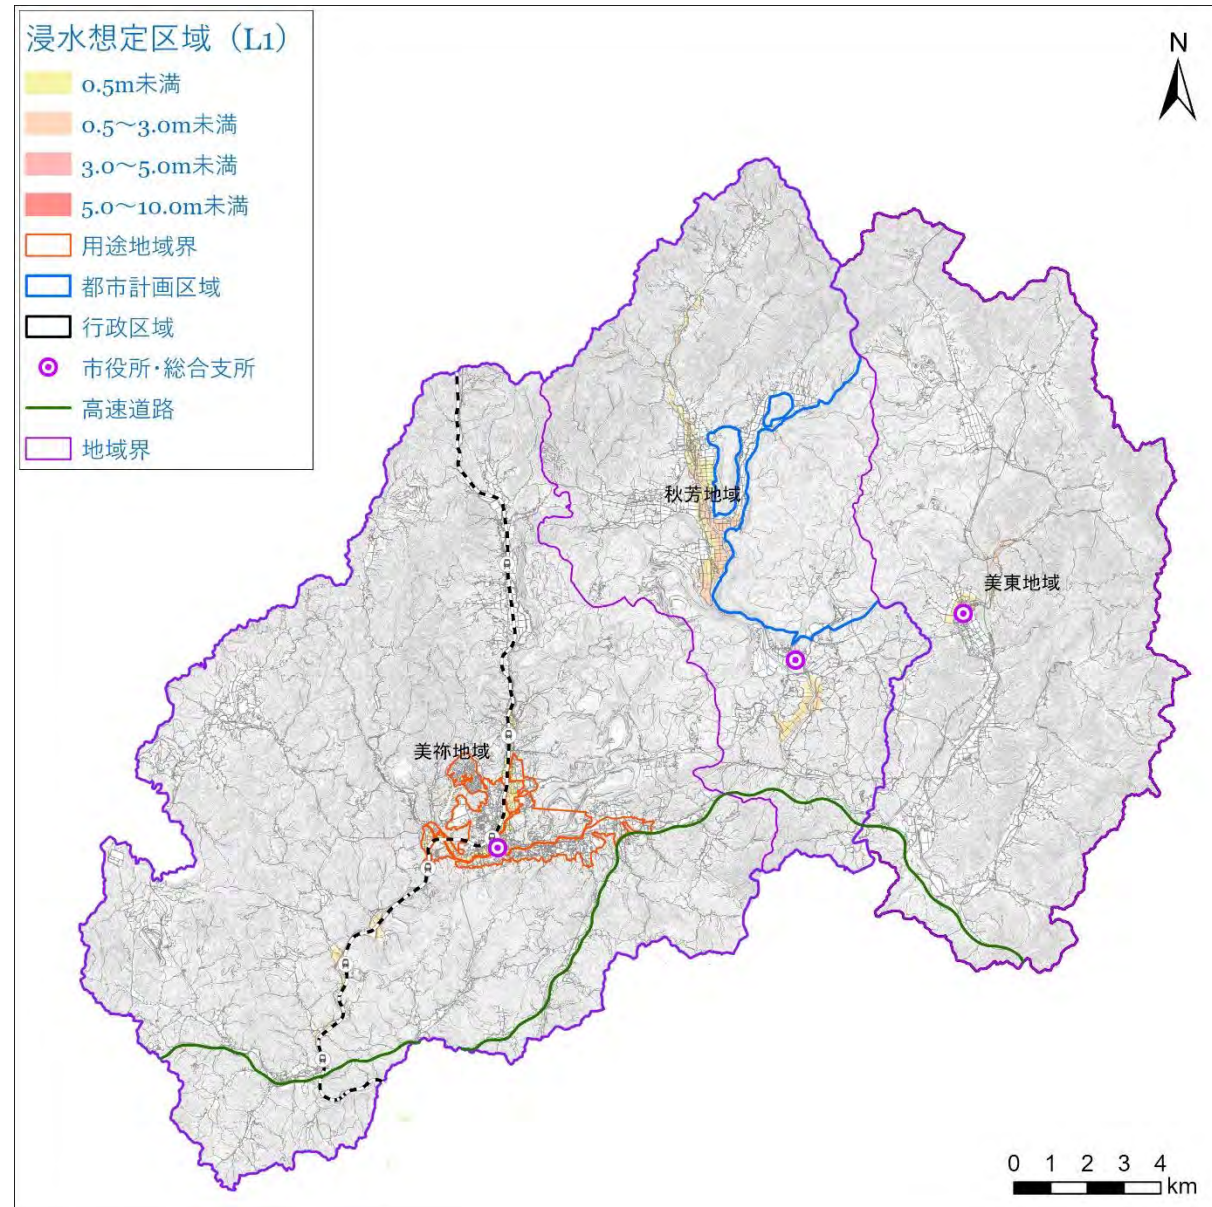 浸水想定区域（L1）
0.5m未満
0.5～3.0m未満
3.0～5.0m未満
5.0～10.0m未満
用途地域界
都市計画区域
行政区域
市役所・総合支所
高速道路
地域界
N
秋芳地域
美東地域
美祢地域
0 1 2 3 4
km